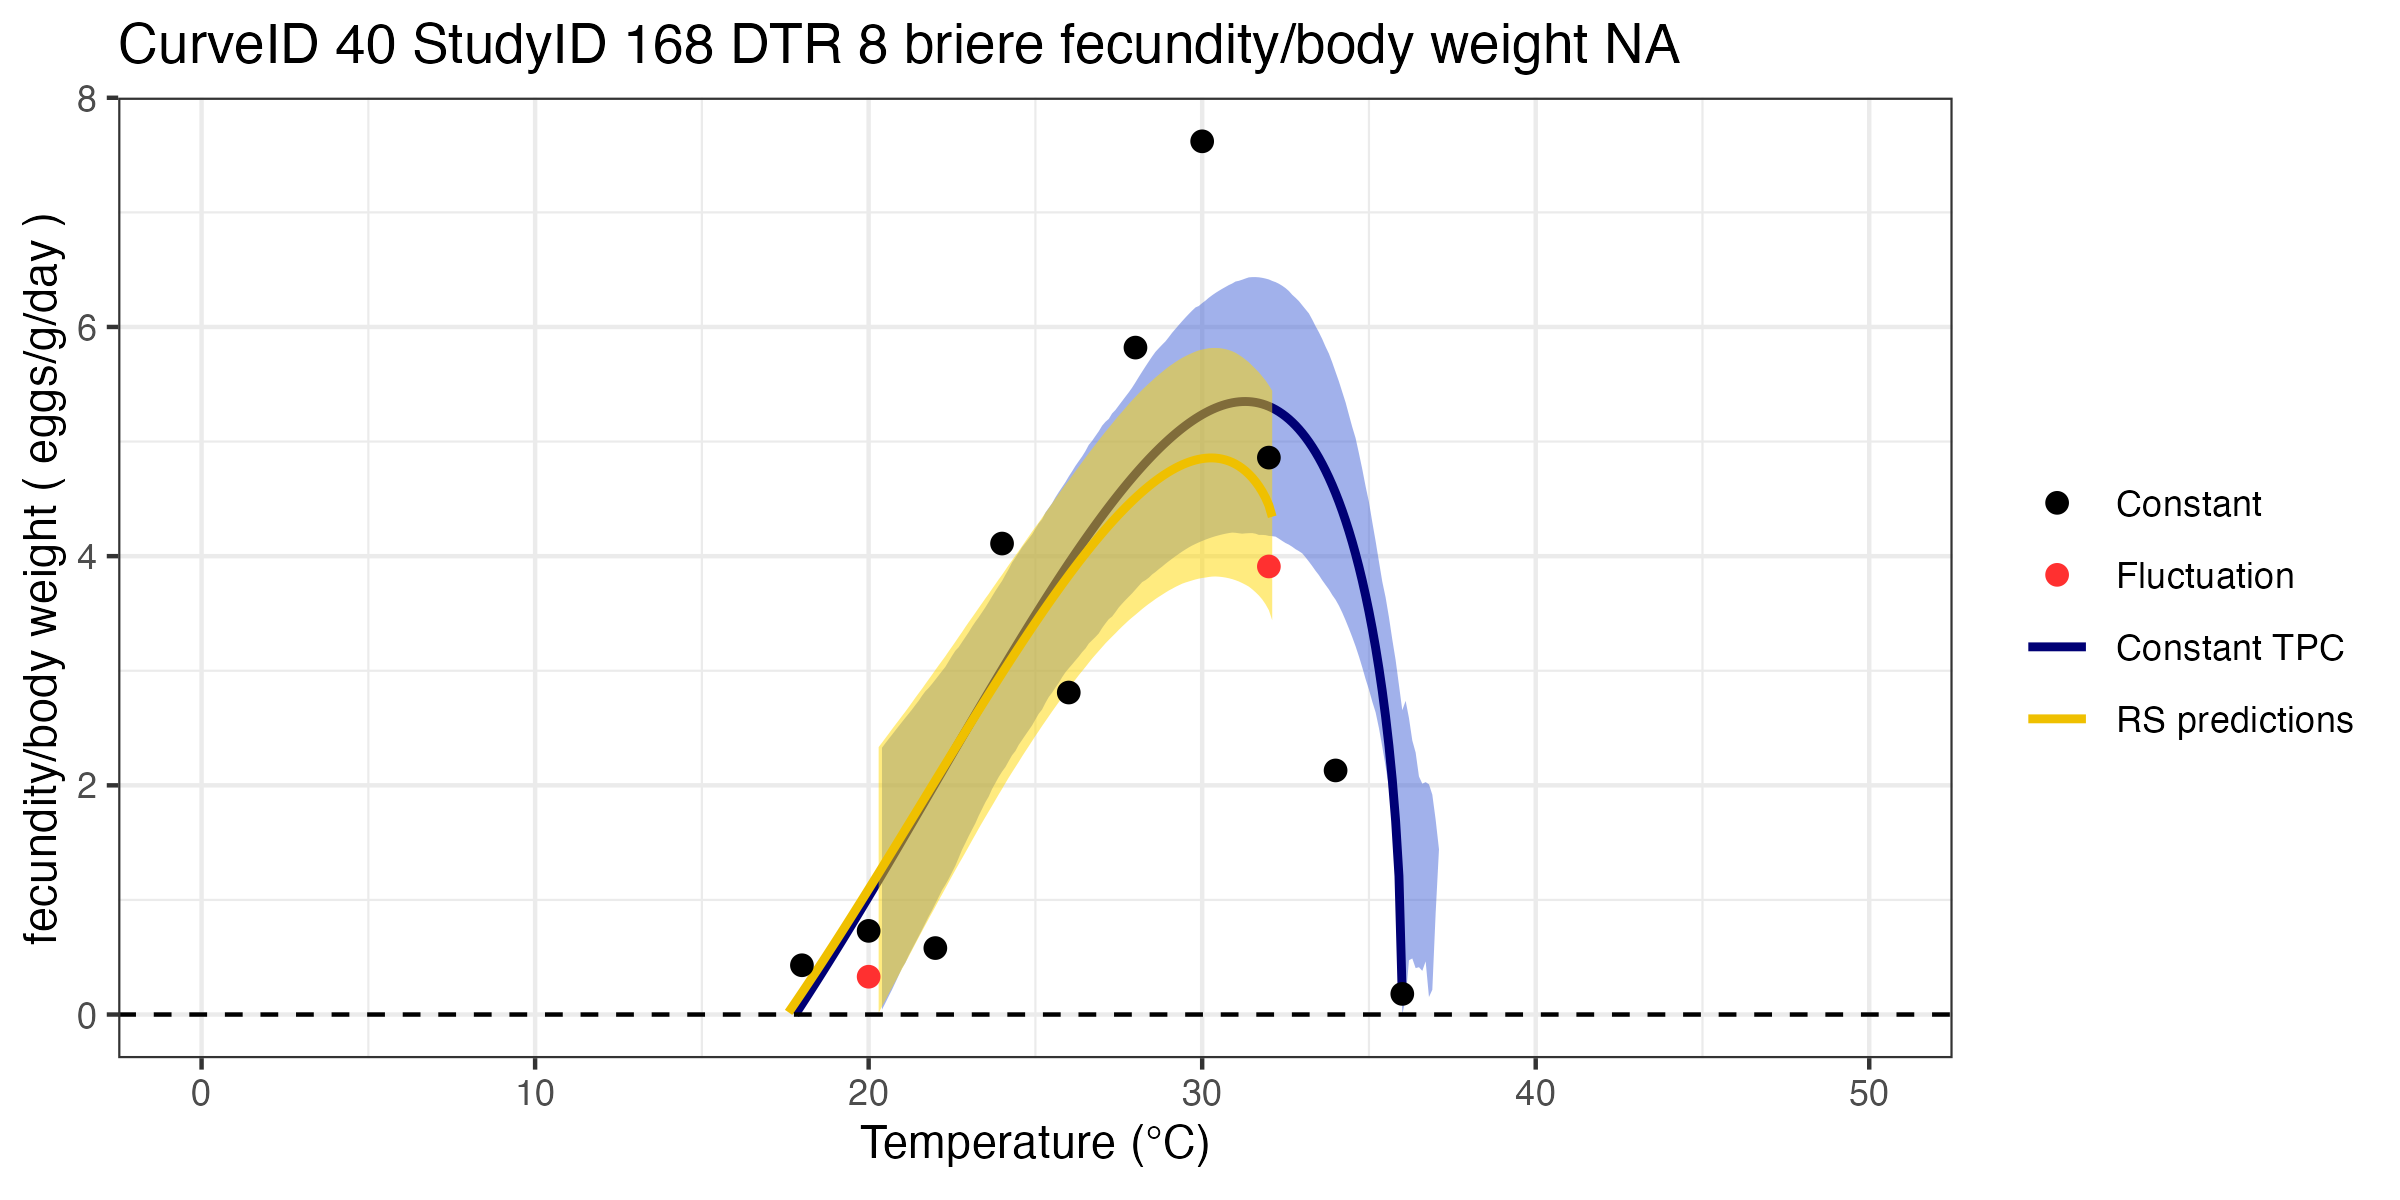 CurveID 40 StudyID 168 DTR 8 briere fecundity/body weight NA
fecundity/body weight ( eggs/g/day )
8
6
4
2
0
0 10 20 30 40 50
Temperature (°C)
Constant
Fluctuation
Constant TPC
RS predictions